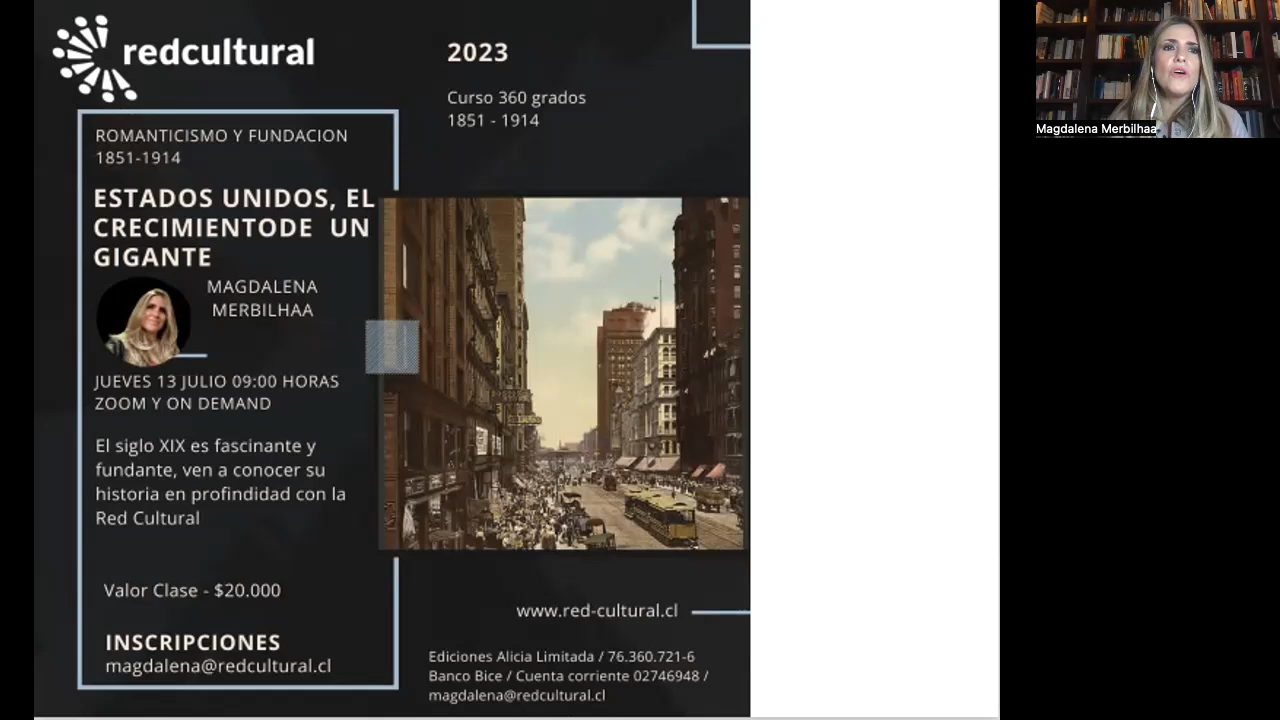 redcultural
2023
Curso 360 grados
1851 - 1914
ROMANTICISMO Y FUNDACION
1851-1914
ESTADOS UNIDOS, EL
CRECIMIENTODE UN
GIGANTE
MAGDALENA
MERBILHAA
JUEVES 13 JULIO 09:00 HORAS
ZOOM Y ON DEMAND
El siglo XIX es fascinante y
fundante, ven a conocer su
historia en profindidad con la
Red Cultural
Valor Clase - $20.000
INSCRIPCIONES
magdalena@redcultural.cl
www.red-cultural.cl
Ediciones Alicia Limitada / 76.360.721-6
Banco Bice / Cuenta corriente 02746948 /
magdalena@redcultural.cl
Magdalena Merbilhaa